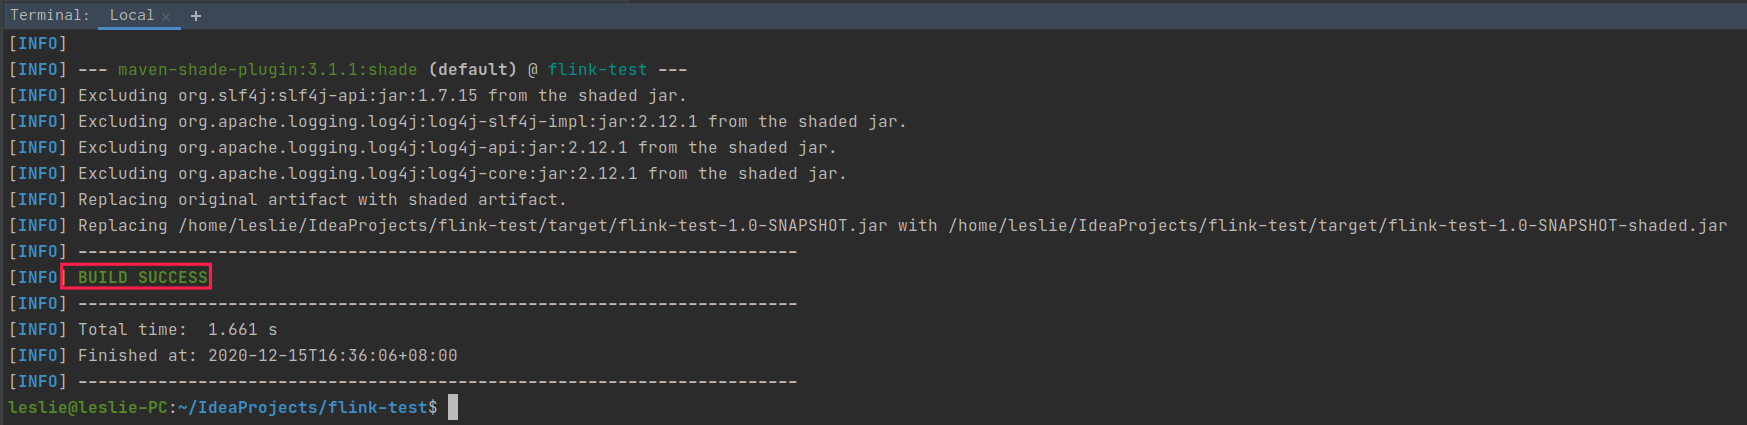 Terminal: Local × +
[INFO]
[INFO] --- maven-shade-plugin:3.1.1:shade (default) @ flink-test ---
[INFO] Excluding org.slf4j:slf4j-api:jar:1.7.15 from the shaded jar.
[INFO] Excluding org.apache.logging.log4j:log4j-slf4j-impl:jar:2.12.1 from the shaded jar.
[INFO] Excluding org.apache.logging.log4j:log4j-api:jar:2.12.1 from the shaded jar.
[INFO] Excluding org.apache.logging.log4j:log4j-core:jar:2.12.1 from the shaded jar.
[INFO] Replacing original artifact with shaded artifact.
[INFO] Replacing /home/leslie/IdeaProjects/flink-test/target/flink-test-1.0-SNAPSHOT.jar with /home/leslie/IdeaProjects/flink-test/target/flink-test-1.0-SNAPSHOT-shaded.jar
[INFO] ------------------------------------------------------------------------
[INFO] BUILD SUCCESS
[INFO] ------------------------------------------------------------------------
[INFO] Total time:  1.661 s
[INFO] Finished at: 2020-12-15T16:36:06+08:00
[INFO] ------------------------------------------------------------------------
leslie@leslie-PC:~/IdeaProjects/flink-test$